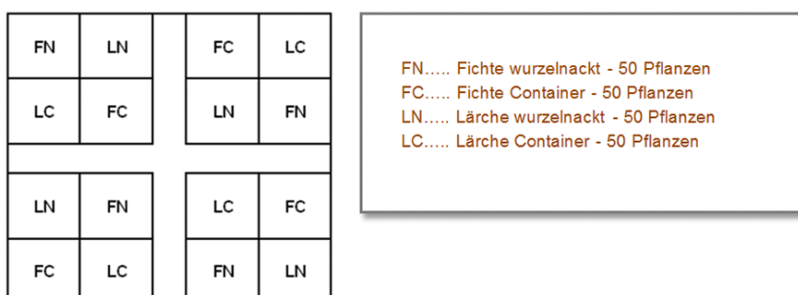 FN LN FC LC
LC FC LN FN
LN FN LC FC
FC LC FN LN
FN..... Fichte wurzelnackt - 50 Pflanzen
FC..... Fichte Container - 50 Pflanzen
LN..... Lärche wurzelnackt - 50 Pflanzen
LC..... Lärche Container - 50 Pflanzen